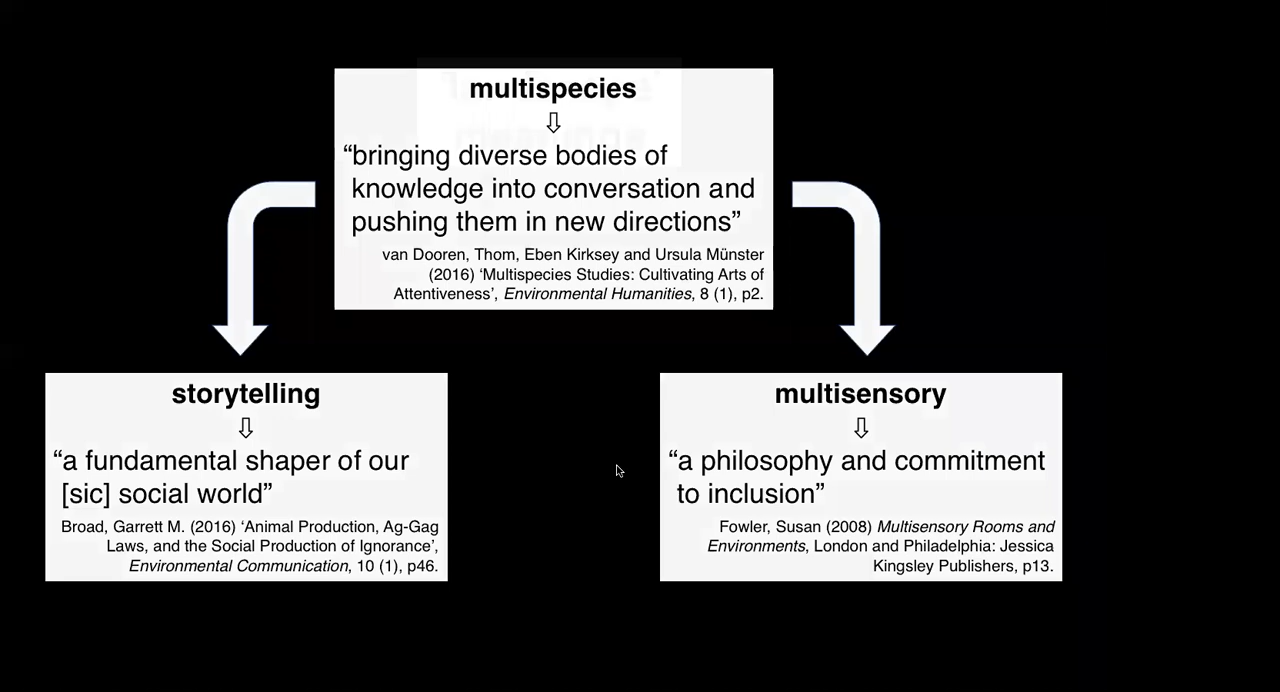 multispecies
⇩
“bringing diverse bodies of
knowledge into conversation and
pushing them in new directions”
van Dooren, Thom, Eben Kirksey and Ursula Münster
(2016) ‘Multispecies Studies: Cultivating Arts of
Attentiveness’, Environmental Humanities, 8 (1), p2.
storytelling
⇩
“a fundamental shaper of our
[sic] social world”
Broad, Garrett M. (2016) ‘Animal Production, Ag-Gag
Laws, and the Social Production of Ignorance’,
Environmental Communication, 10 (1), p46.
multisensory
⇩
“a philosophy and commitment
to inclusion”
Fowler, Susan (2008) Multisensory Rooms and
Environments, London and Philadelphia: Jessica
Kingsley Publishers, p13.